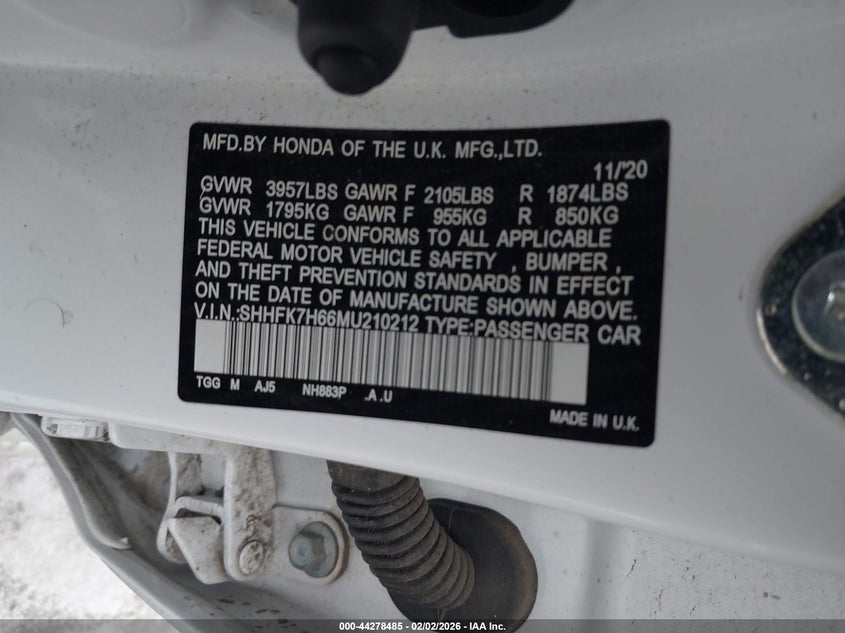 MFD.BY HONDA OF THE U.K. MFG.,LTD.
11/'20
GVWR 3957LBS GAWR F 2105LBS R 1874LBS
GVWR 1795KG GAWR F 955KG R 850KG
THIS VEHICLE CONFORMS TO ALL APPLICABLE
FEDERAL MOTOR VEHICLE SAFETY , BUMPER ,
AND THEFT PREVENTION STANDARDS IN EFFECT
ON THE DATE OF MANUFACTURE SHOWN ABOVE.
V.I.N.:SHHFK7H66MU210212 TYPE:PASSENGER CAR
TGG M AJ5 NH883P .A .U
MADE IN U.K.
000-44278485 - 02/02/2026 - IAA Inc.